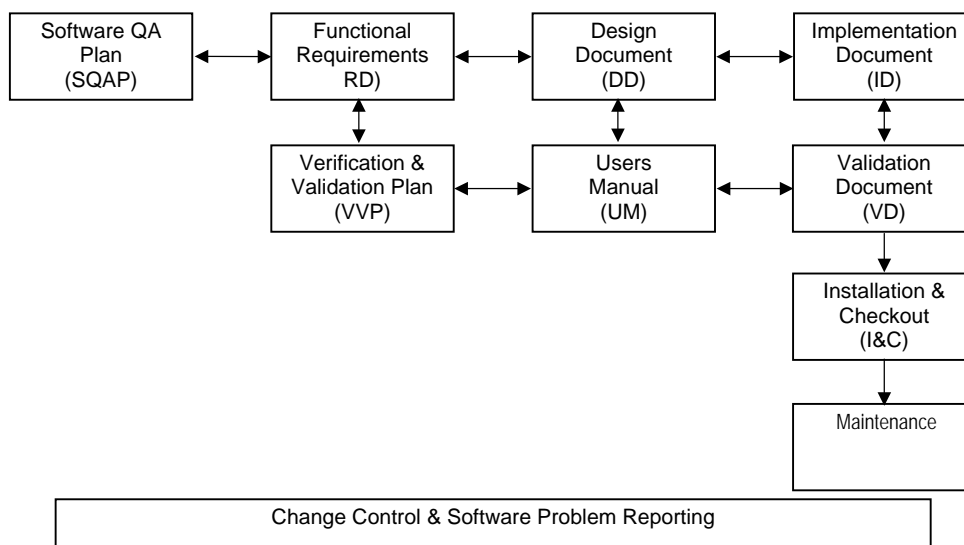 Software QA
Plan
(SQAP)
Functional
Requirements
RD)
Design
Document
(DD)
Implementation
Document
(ID)
Verification &
Validation Plan
(VVP)
Users
Manual
(UM)
Validation
Document
(VD)
Installation &
Checkout
(I&C)
Maintenance
Change Control & Software Problem Reporting